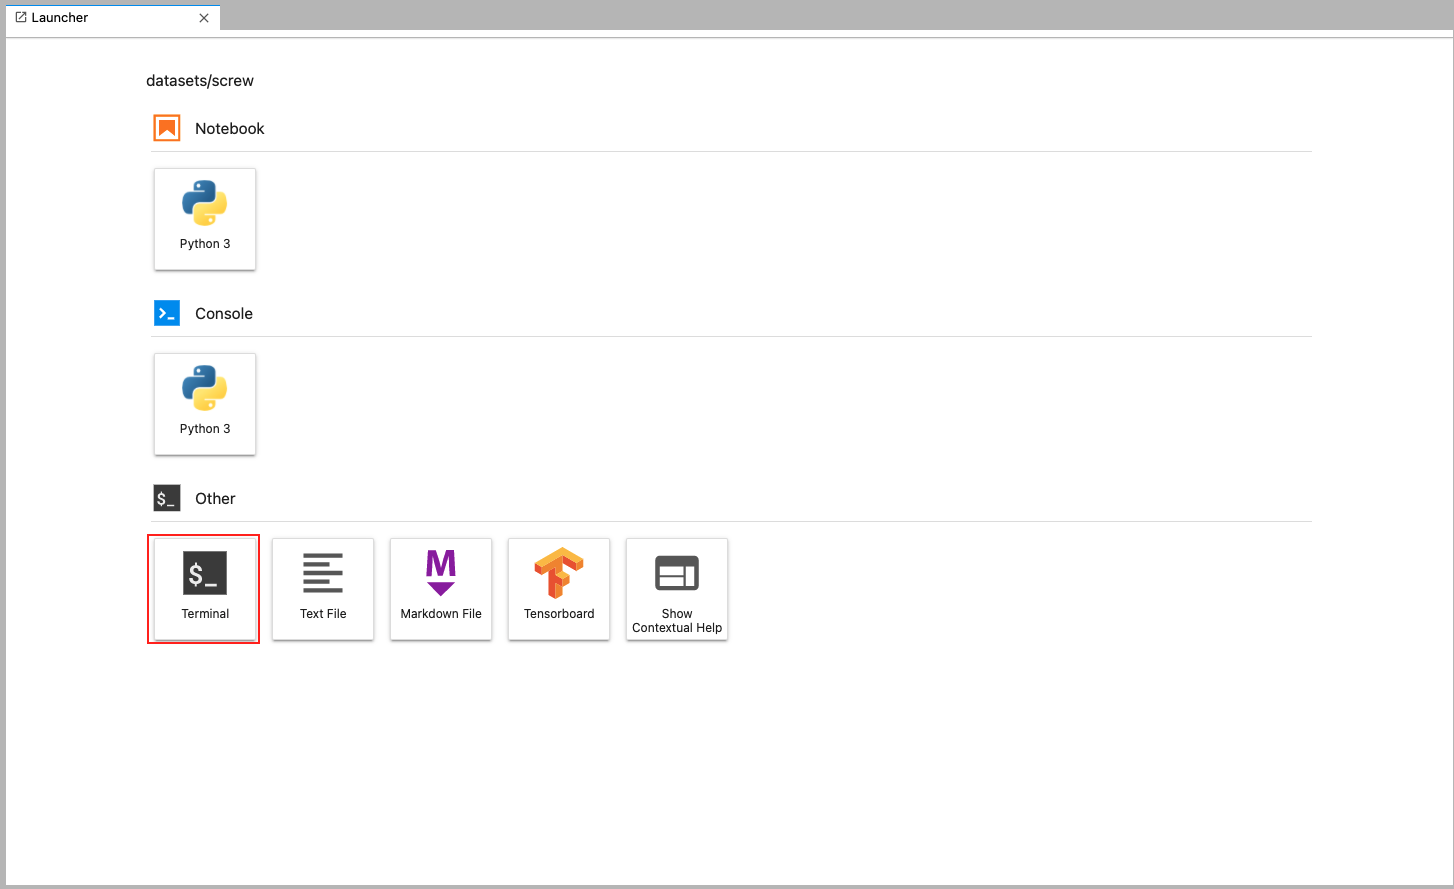 Launcher
datasets/screw
Notebook
Python 3
Console
Python 3
$_ Other
$_
Terminal
Text File
M
Markdown File
Tensorboard
Show
Contextual Help